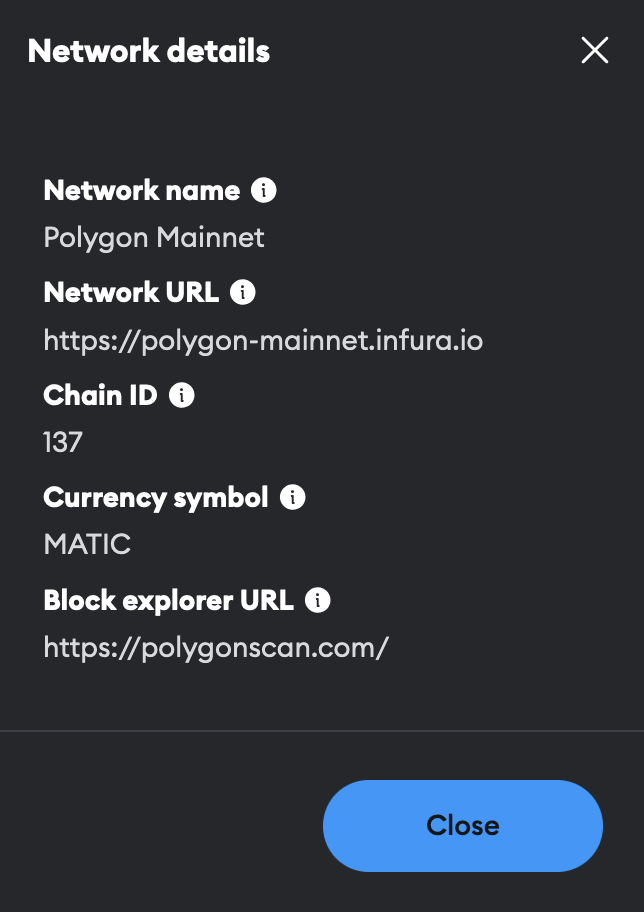 Network details
Network name
Polygon Mainnet
Network URL
https://polygon-mainnet.infura.io
Chain ID
137
Currency symbol
MATIC
Block explorer URL
https://polygonscan.com/
Close